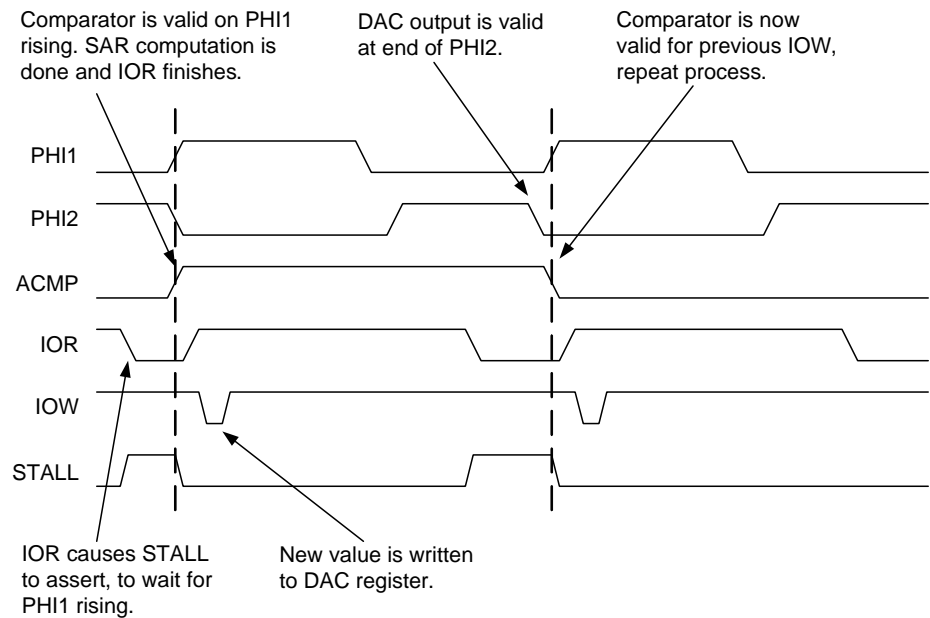 Comparator is valid on PHI1
rising. SAR computation is
done and IOR finishes.
DAC output is valid
at end of PHI2.
Comparator is now
valid for previous IOW,
repeat process.
PHI1
PHI2
ACMP
IOR
IOW
STALL
IOR causes STALL
to assert, to wait for
PHI1 rising.
New value is written
to DAC register.